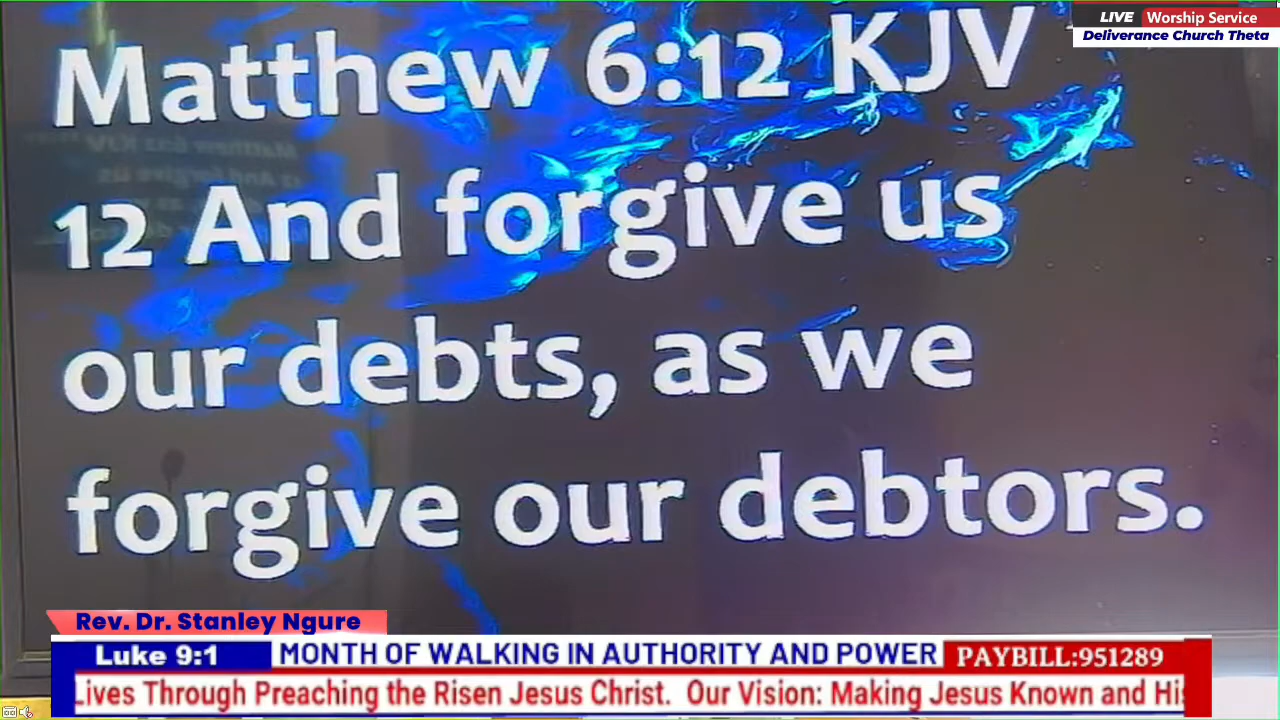 LIVE Worship Service
Deliverance Church Theta
Matthew 6:12 KJV
12 And forgive us
our debts, as we
forgive our debtors.
Rev. Dr. Stanley Ngure
Luke 9:1 MONTH OF WALKING IN AUTHORITY AND POWER PAYBILL:951289
Lives Through Preaching the Risen Jesus Christ. Our Vision: Making Jesus Known and His